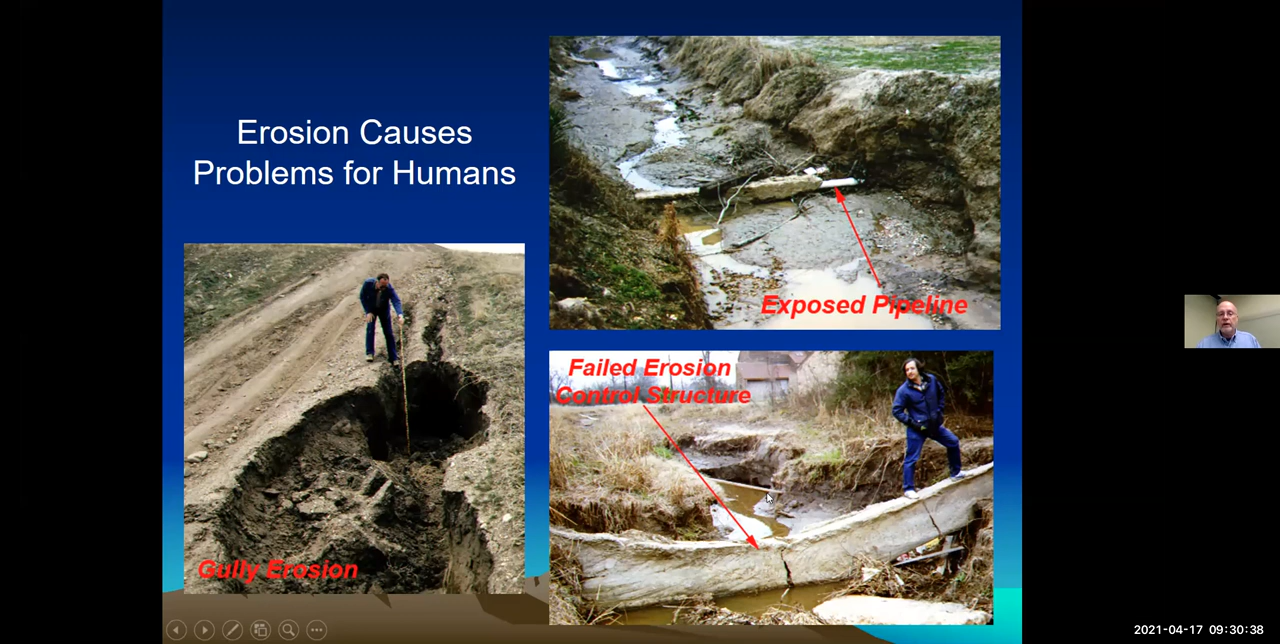 Erosion Causes
Problems for Humans
Exposed Pipeline
Failed Erosion
Control Structure
Gully Erosion
2021-04-17 09:30:38